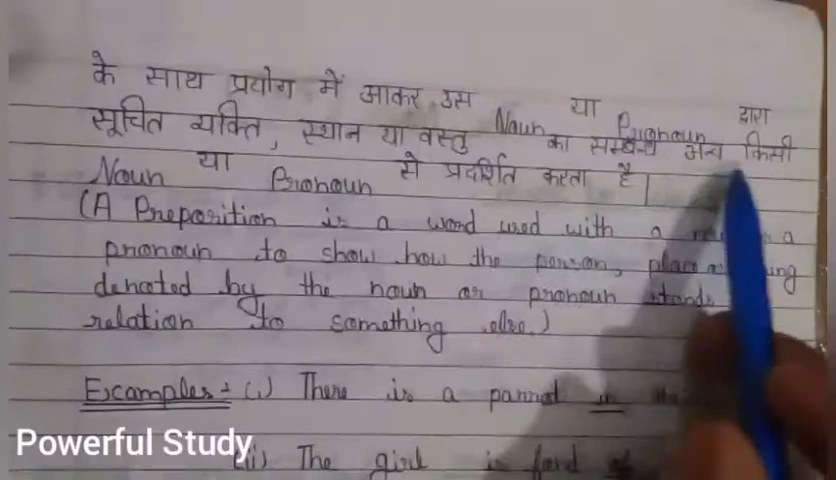 के साथ प्रयोग में आकर उस Noun या Pronoun द्वारा
सूचित व्यक्ति, स्थान या वस्तु का सम्बन्ध अन्य किसी
Noun या Pronoun से प्रदर्शित करता है।
(A Preposition is a word used with a a
pronoun to show how the person, place
denoted by the noun or pronoun stands
relation to something else.)
Examples:- (i) There is a parrot in
Powerful Study
(ii) The girl is fond of